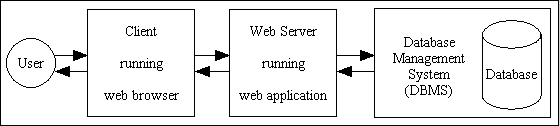 User
Client
running
web browser
Web Server
running
web application
Database
Management
System
(DBMS)
Database